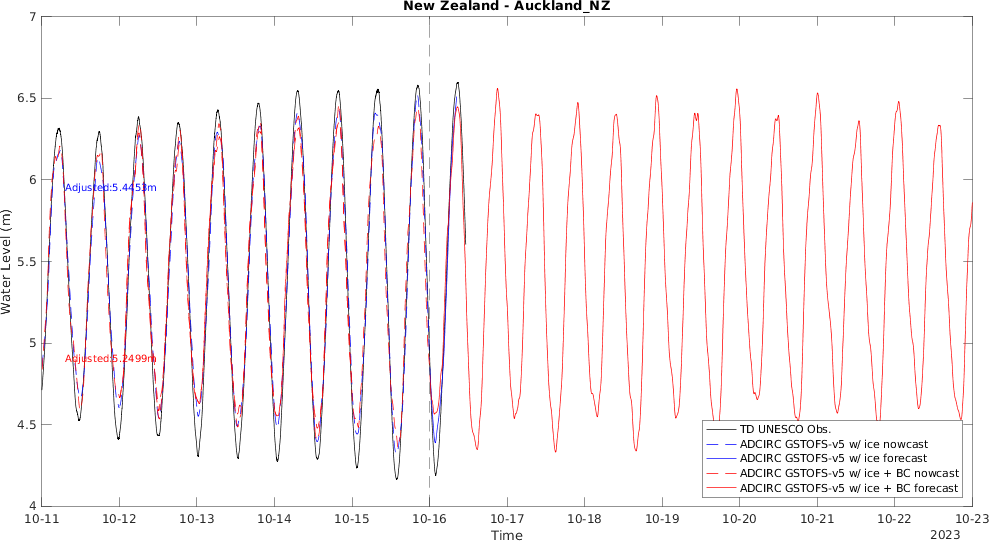 New Zealand - Auckland_NZ
7
6.5
6
5.5
5
4.5
4
Water Level (m)
Adjusted:5.4453m
Adjusted:5.2499m
TD UNESCO Obs.
ADCIRC GSTOFS-v5 w/ ice nowcast
ADCIRC GSTOFS-v5 w/ ice forecast
ADCIRC GSTOFS-v5 w/ ice + BC nowcast
ADCIRC GSTOFS-v5 w/ ice + BC forecast
10-11 10-12 10-13 10-14 10-15 10-16 10-17 10-18 10-19 10-20 10-21 10-22 10-23
Time
2023